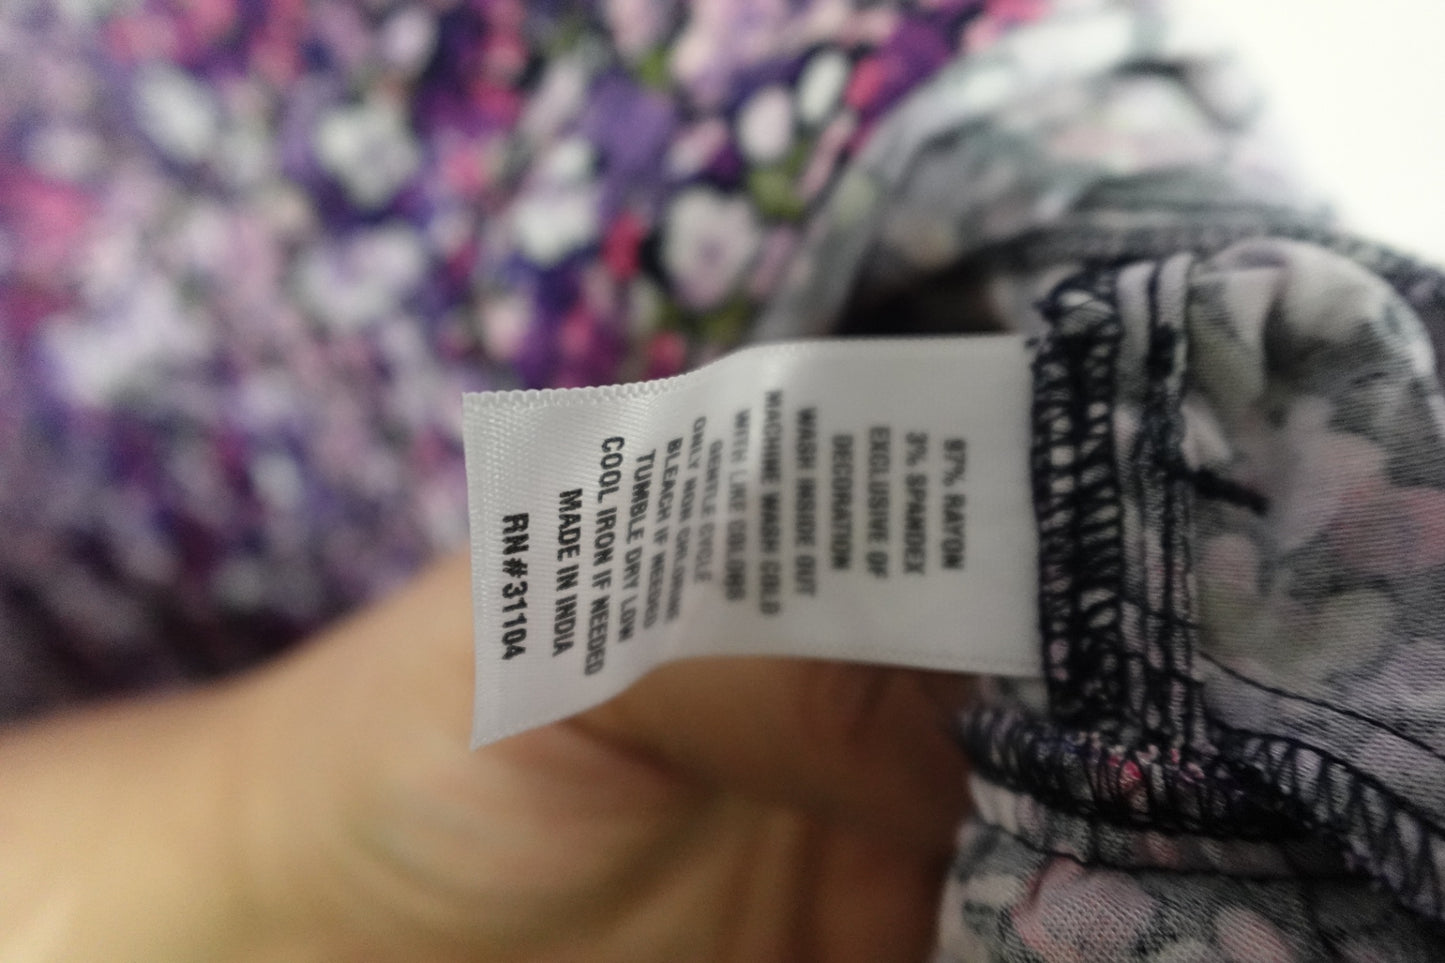 97% RAYON
3% SPANDEX
EXCLUSIVE OF
DECORATION
WASH INSIDE OUT
MACHINE WASH COLD
WITH LIKE COLORS
GENTLE CYCLE
ONLY NON CHLORINE
BLEACH IF NEEDED
TUMBLE DRY LOW
COOL IRON IF NEEDED
MADE IN INDIA
RN#31104